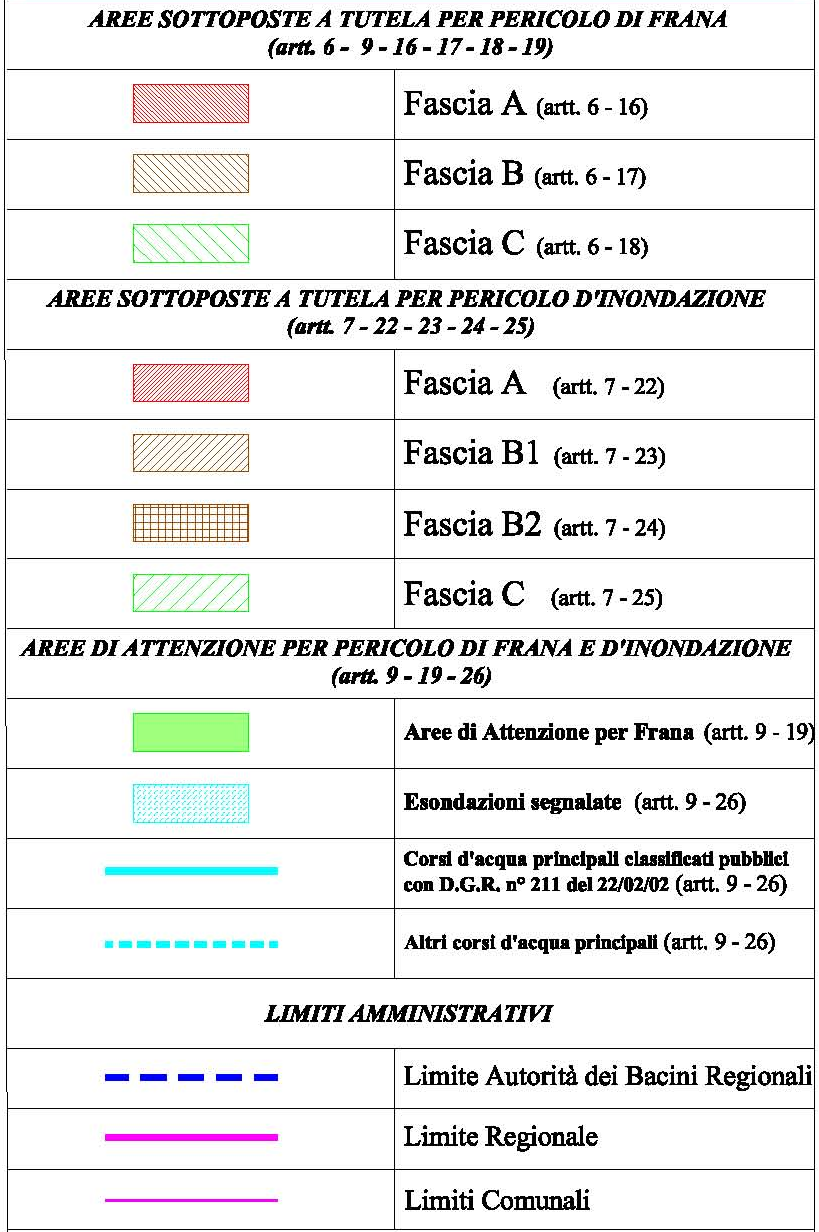 AREE SOTTOPOSTE A TUTELA PER PERICOLO DI FRANA
(artt. 6 - 9 - 16 - 17 - 18 - 19)
Fascia A (artt. 6 - 16)
Fascia B (artt. 6 - 17)
Fascia C (artt. 6 - 18)
AREE SOTTOPOSTE A TUTELA PER PERICOLO D'INONDAZIONE
(artt. 7 - 22 - 23 - 24 - 25)
Fascia A (artt. 7 - 22)
Fascia B1 (artt. 7 - 23)
Fascia B2 (artt. 7 - 24)
Fascia C (artt. 7 - 25)
AREE DI ATTENZIONE PER PERICOLO DI FRANA E D'INONDAZIONE
(artt. 9 - 19 - 26)
Aree di Attenzione per Frana (artt. 9 - 19)
Esondazioni segnalate (artt. 9 - 26)
Corsi d'acqua principali classificati pubblici
con D.G.R. n° 211 del 22/02/02 (artt. 9 - 26)
Altri corsi d'acqua principali (artt. 9 - 26)
LIMITI AMMINISTRATIVI
Limite Autorità dei Bacini Regionali
Limite Regionale
Limiti Comunali